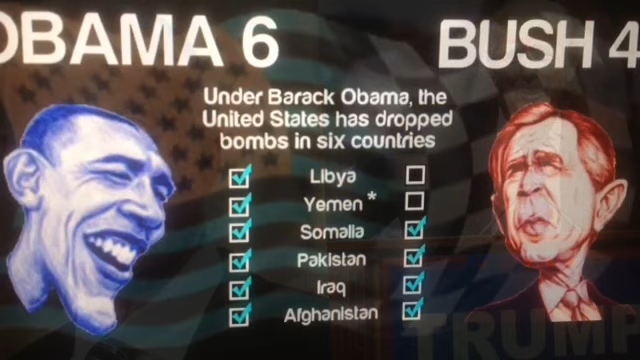 OBAMA 6
BUSH 4
Under Barack Obama, the
United States has dropped
bombs in six countries
Libya
Yemen *
Somalia
Pakistan
Iraq
Afghanistan
TRUMP